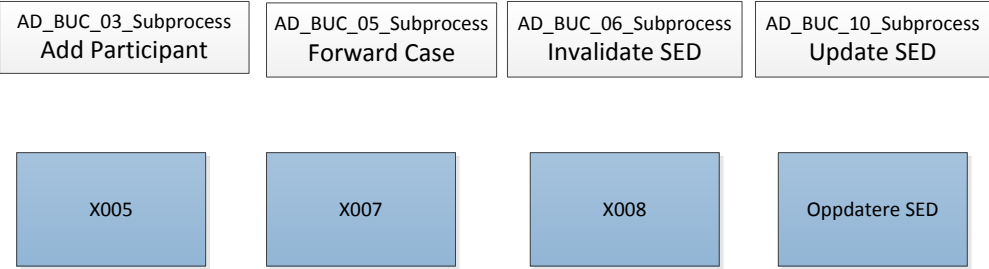 AD_BUC_03_Subprocess
Add Participant
AD_BUC_05_Subprocess
Forward Case
AD_BUC_06_Subprocess
Invalidate SED
AD_BUC_10_Subprocess
Update SED
X005
X007
X008
Oppdatere SED